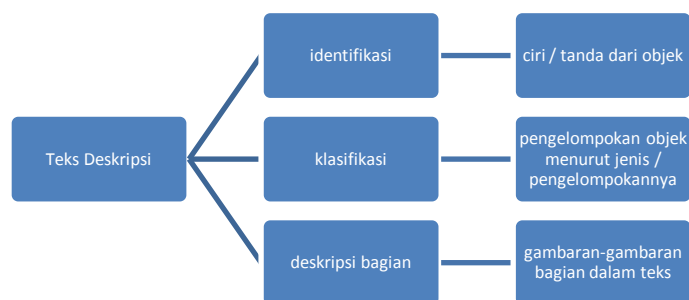 Teks Deskripsi
identifikasi
ciri / tanda dari objek
klasifikasi
pengelompokan objek
menurut jenis /
pengelompokannya
deskripsi bagian
gambaran-gambaran
bagian dalam teks